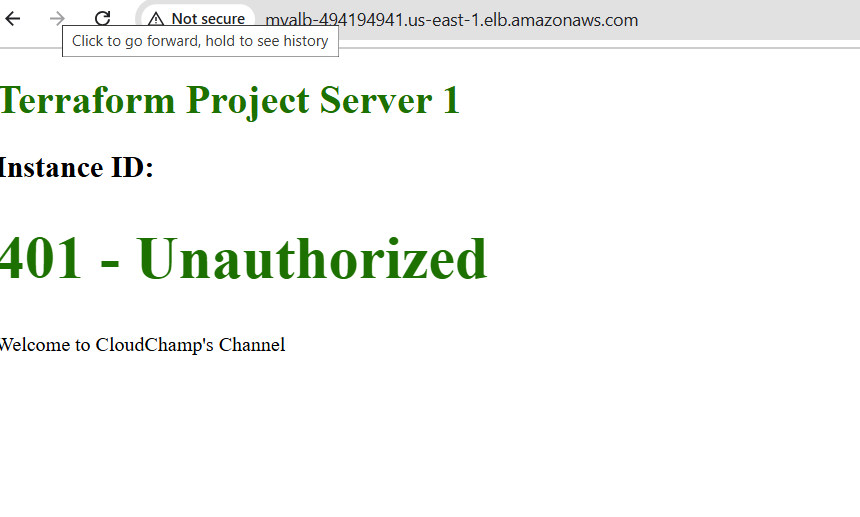 Not secure
myalb-494194941.us-east-1.elb.amazonaws.com
Click to go forward, hold to see history
Terraform Project Server 1
Instance ID:
401 - Unauthorized
Welcome to CloudChamp's Channel